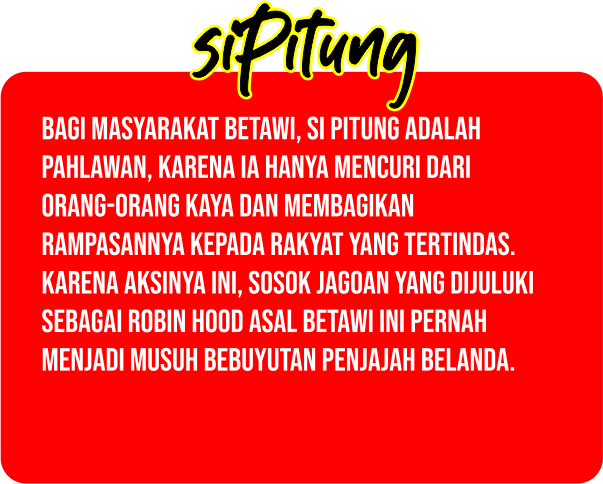 siPitung
BAGI MASYARAKAT BETAWI, SI PITUNG ADALAH
PAHLAWAN, KARENA IA HANYA MENCURI DARI
ORANG-ORANG KAYA DAN MEMBAGIKAN
RAMPASANNYA KEPADA RAKYAT YANG TERTINDAS.
KARENA AKSINYA INI, SOSOK JAGOAN YANG DIJULUKI
SEBAGAI ROBIN HOOD ASAL BETAWI INI PERNAH
MENJADI MUSUH BEBUYUTAN PENJAJAH BELANDA.